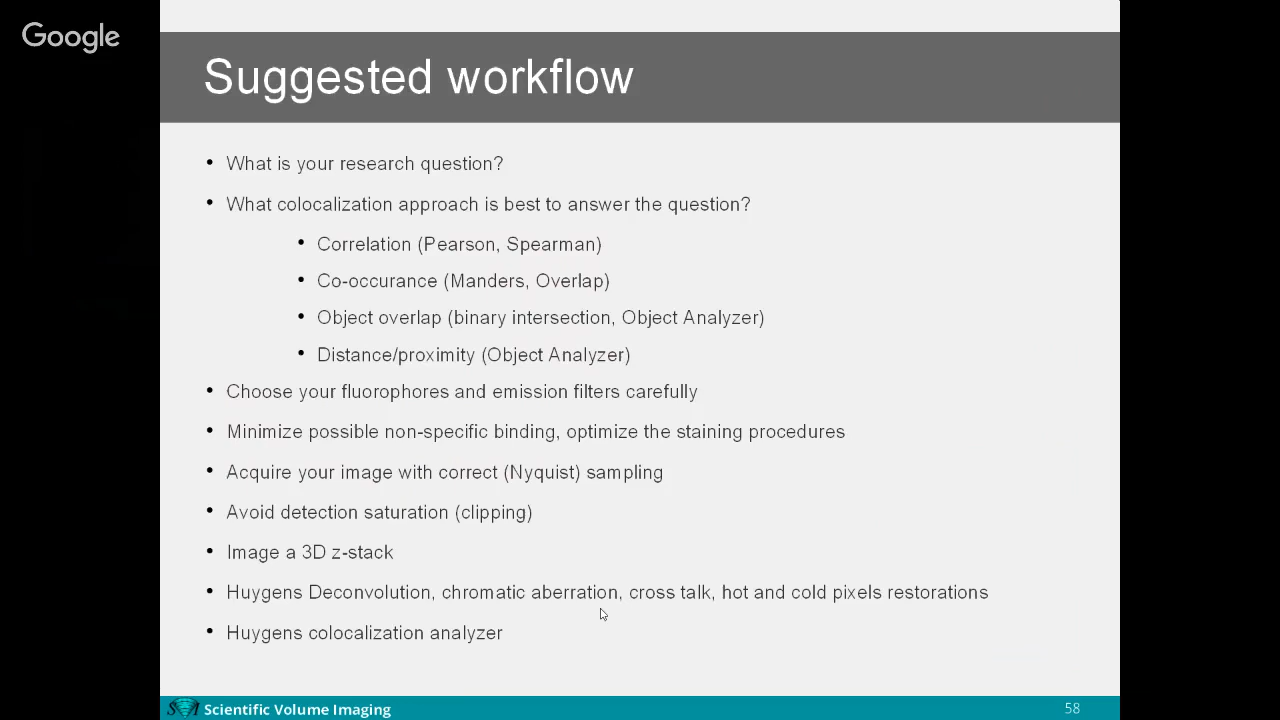 Google
Suggested workflow
• What is your research question?
• What colocalization approach is best to answer the question?
• Correlation (Pearson, Spearman)
• Co-occurance (Manders, Overlap)
• Object overlap (binary intersection, Object Analyzer)
• Distance/proximity (Object Analyzer)
• Choose your fluorophores and emission filters carefully
• Minimize possible non-specific binding, optimize the staining procedures
• Acquire your image with correct (Nyquist) sampling
• Avoid detection saturation (clipping)
• Image a 3D z-stack
• Huygens Deconvolution, chromatic aberration, cross talk, hot and cold pixels restorations
• Huygens colocalization analyzer
SVI Scientific Volume Imaging
58